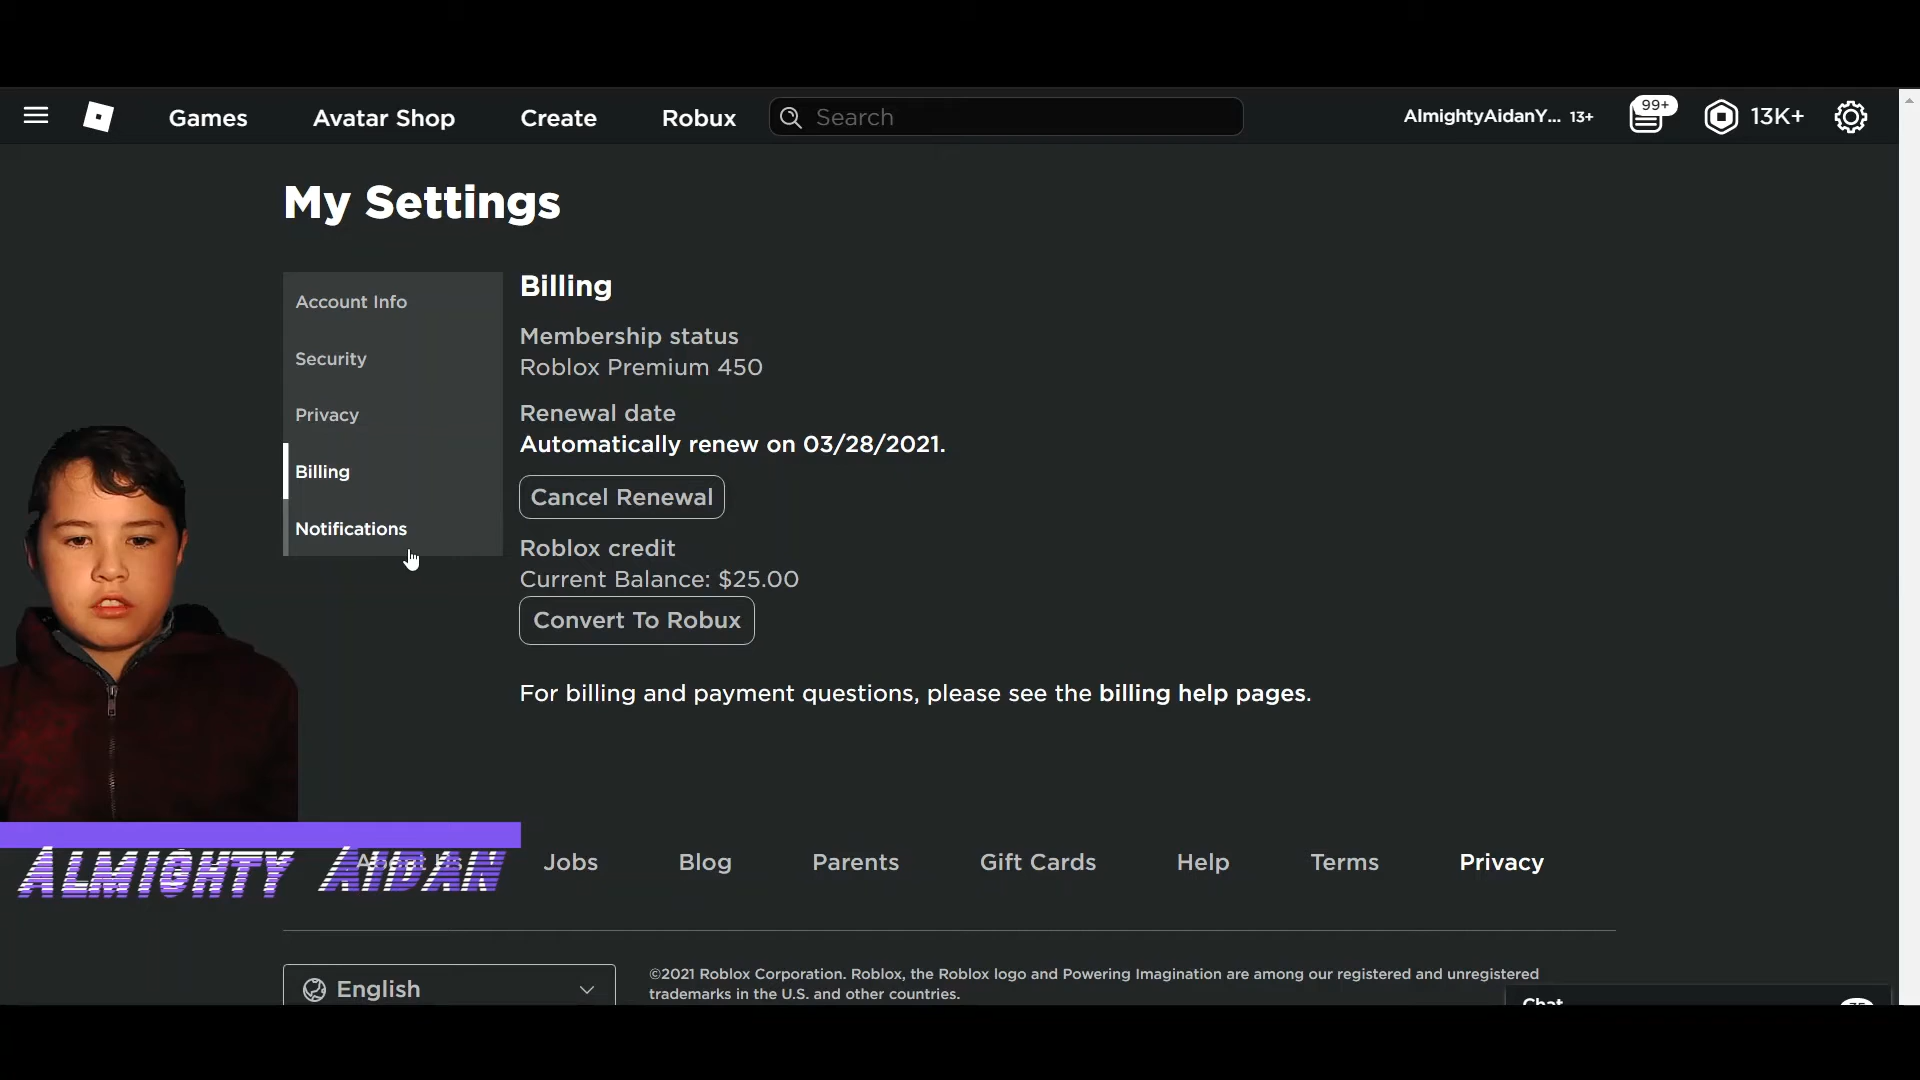 Games Avatar Shop Create Robux Search AlmightyAidanY... 13+ 99+ 13K+
My Settings
Account Info
Security
Privacy
Billing
Notifications
Billing
Membership status
Roblox Premium 450
Renewal date
Automatically renew on 03/28/2021.
Cancel Renewal
Roblox credit
Current Balance: $25.00
Convert To Robux
For billing and payment questions, please see the billing help pages.
ALMIGHTY AIDAN
About Us Jobs Blog Parents Gift Cards Help Terms Privacy
English
©2021 Roblox Corporation. Roblox, the Roblox logo and Powering Imagination are among our registered and unregistered
trademarks in the U.S. and other countries.
Chat